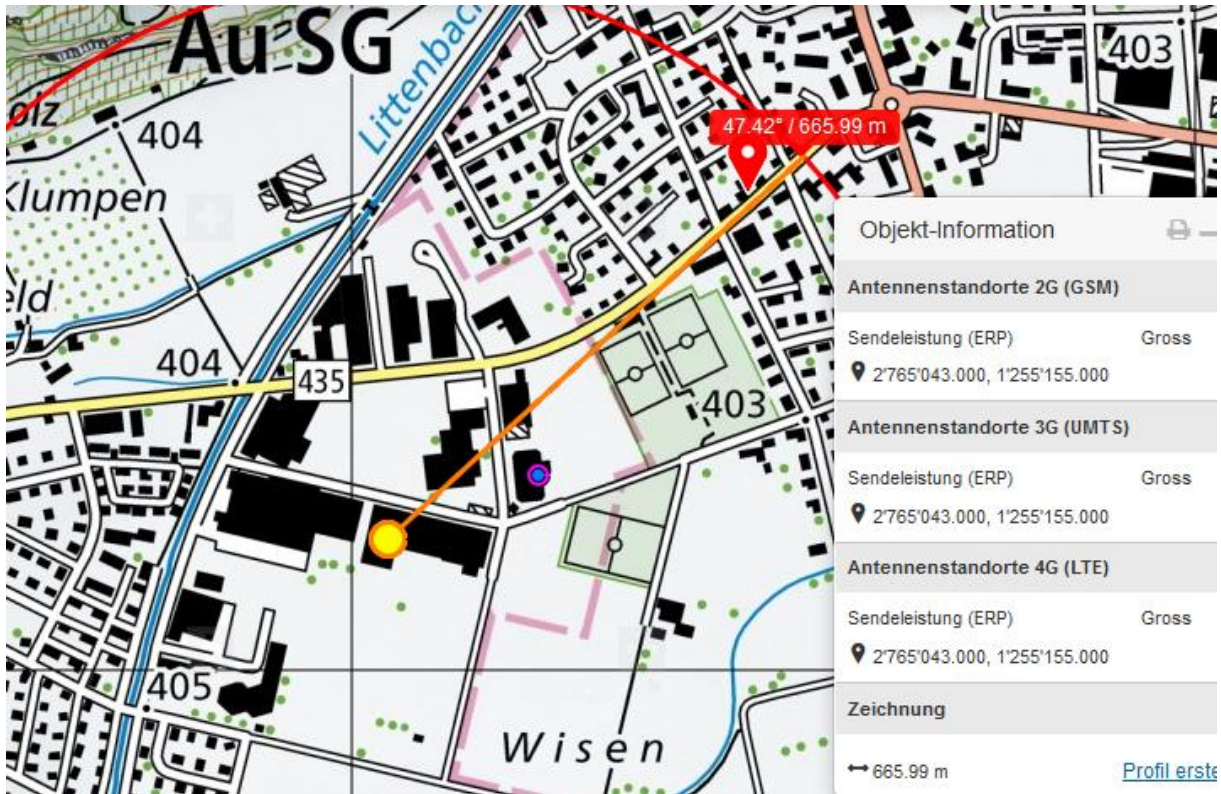 Au SG
Littenbach
403
olz
404
47.42° / 665.99 m
Klumpen
eld
404
435
403
405
Wisen
Objekt-Information
Antennenstandorte 2G (GSM)
Sendeleistung (ERP) Gross
2'765'043.000, 1'255'155.000
Antennenstandorte 3G (UMTS)
Sendeleistung (ERP) Gross
2'765'043.000, 1'255'155.000
Antennenstandorte 4G (LTE)
Sendeleistung (ERP) Gross
2'765'043.000, 1'255'155.000
Zeichnung
665.99 m Profil erste